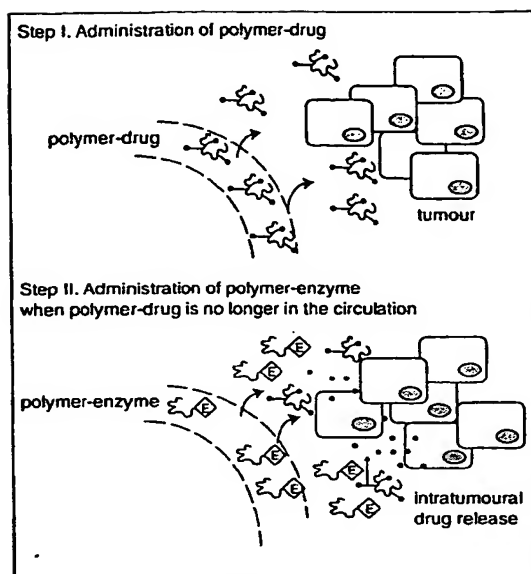 Step I. Administration of polymer-drug
polymer-drug
tumour
Step II. Administration of polymer-enzyme
when polymer-drug is no longer in the circulation
E
polymer-enzyme
E
E
E
E
E
intratumoural
drug release